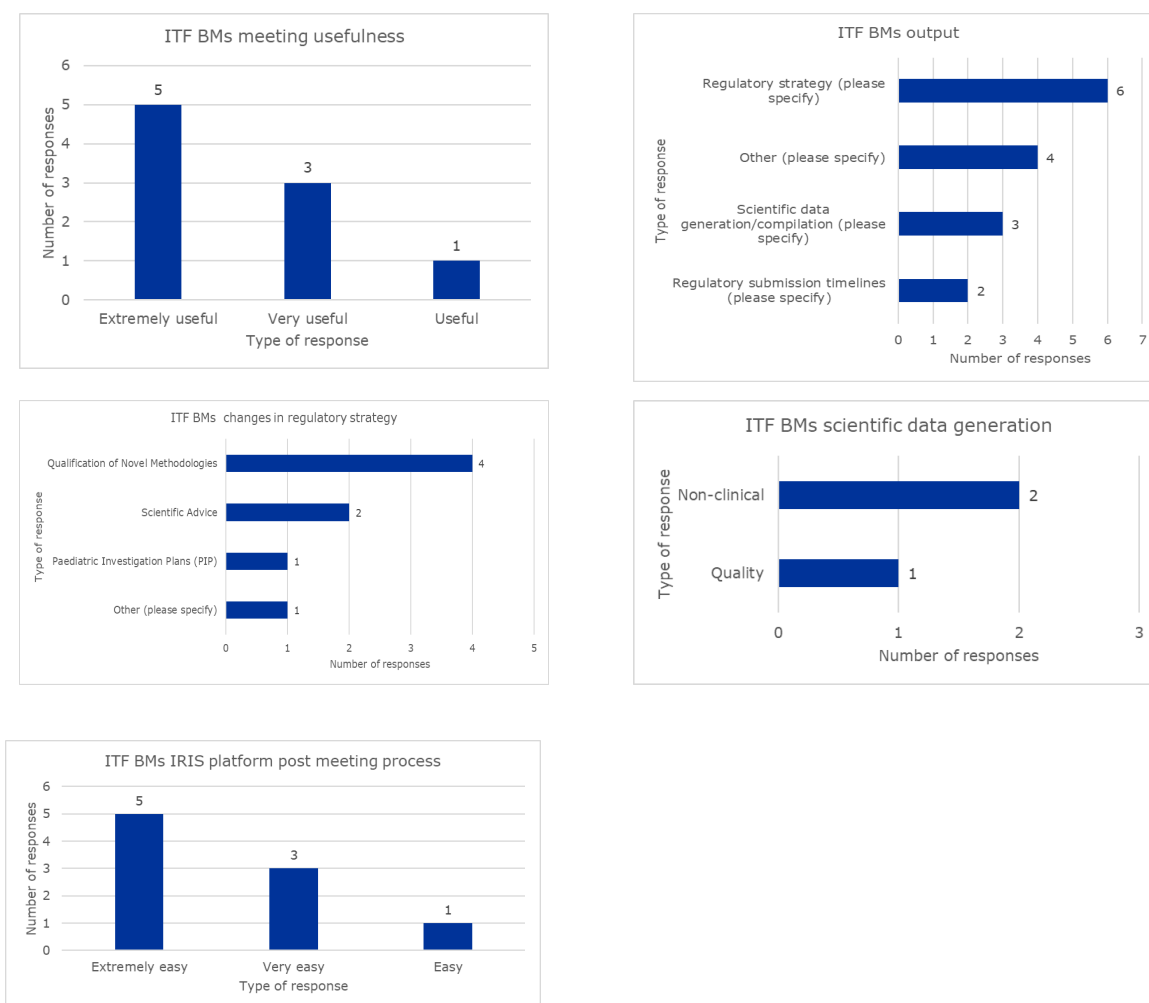 ITF BMs meeting usefulness
6
5
4
3
2
1
0
Number of responses
5
3
1
Extremely useful
Very useful
Useful
Type of response
ITF BMs output
Type of response
Regulatory strategy (please
specify)
6
Other (please specify)
4
Scientific data
generation/compilation (please
specify)
3
Regulatory submission timelines
(please specify)
2
0 1 2 3 4 5 6 7
Number of responses
ITF BMs changes in regulatory strategy
Type of response
Qualification of Novel Methodologies
4
Scientific Advice
2
Paediatric Investigation Plans (PIP)
1
Other (please specify)
1
0 1 2 3 4 5
Number of responses
ITF BMs scientific data generation
Type of response
Non-clinical
2
Quality
1
0 1 2 3
Number of responses
ITF BMs IRIS platform post meeting process
6
5
4
3
2
1
0
Number of responses
5
3
1
Extremely easy
Very easy
Easy
Type of response